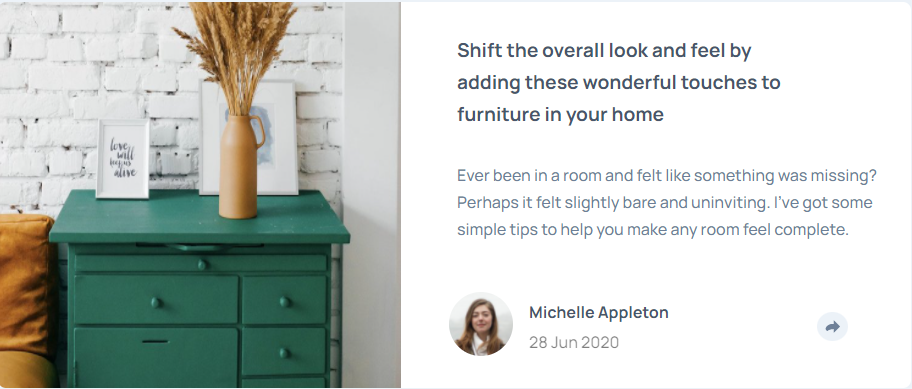 love
will
keep us
alive
Shift the overall look and feel by
adding these wonderful touches to
furniture in your home
Ever been in a room and felt like something was missing?
Perhaps it felt slightly bare and uninviting. I've got some
simple tips to help you make any room feel complete.
Michelle Appleton
28 Jun 2020